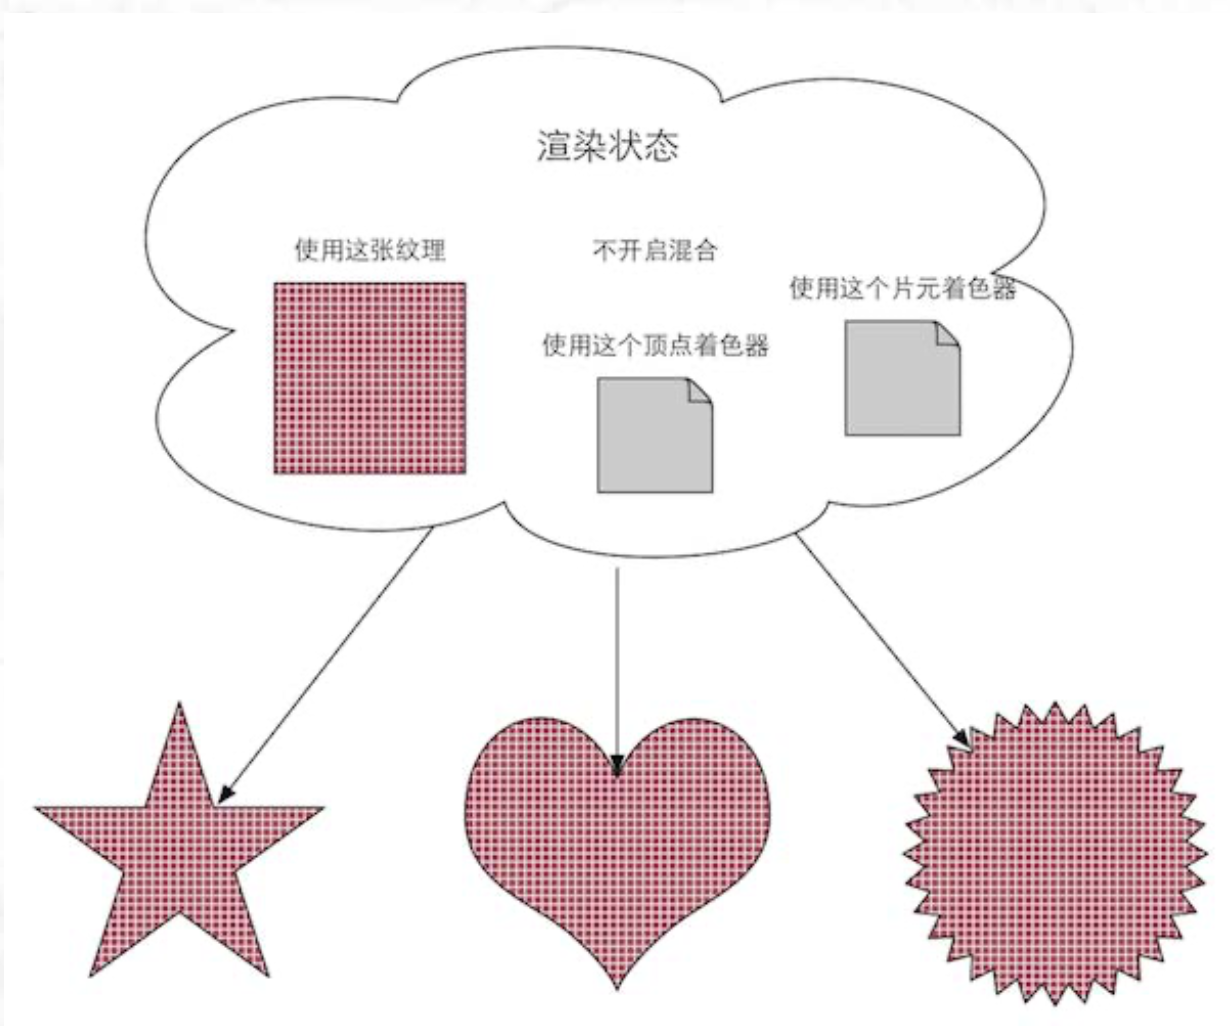 渲染状态
使用这张纹理
不开启混合
使用这个片元着色器
使用这个顶点着色器